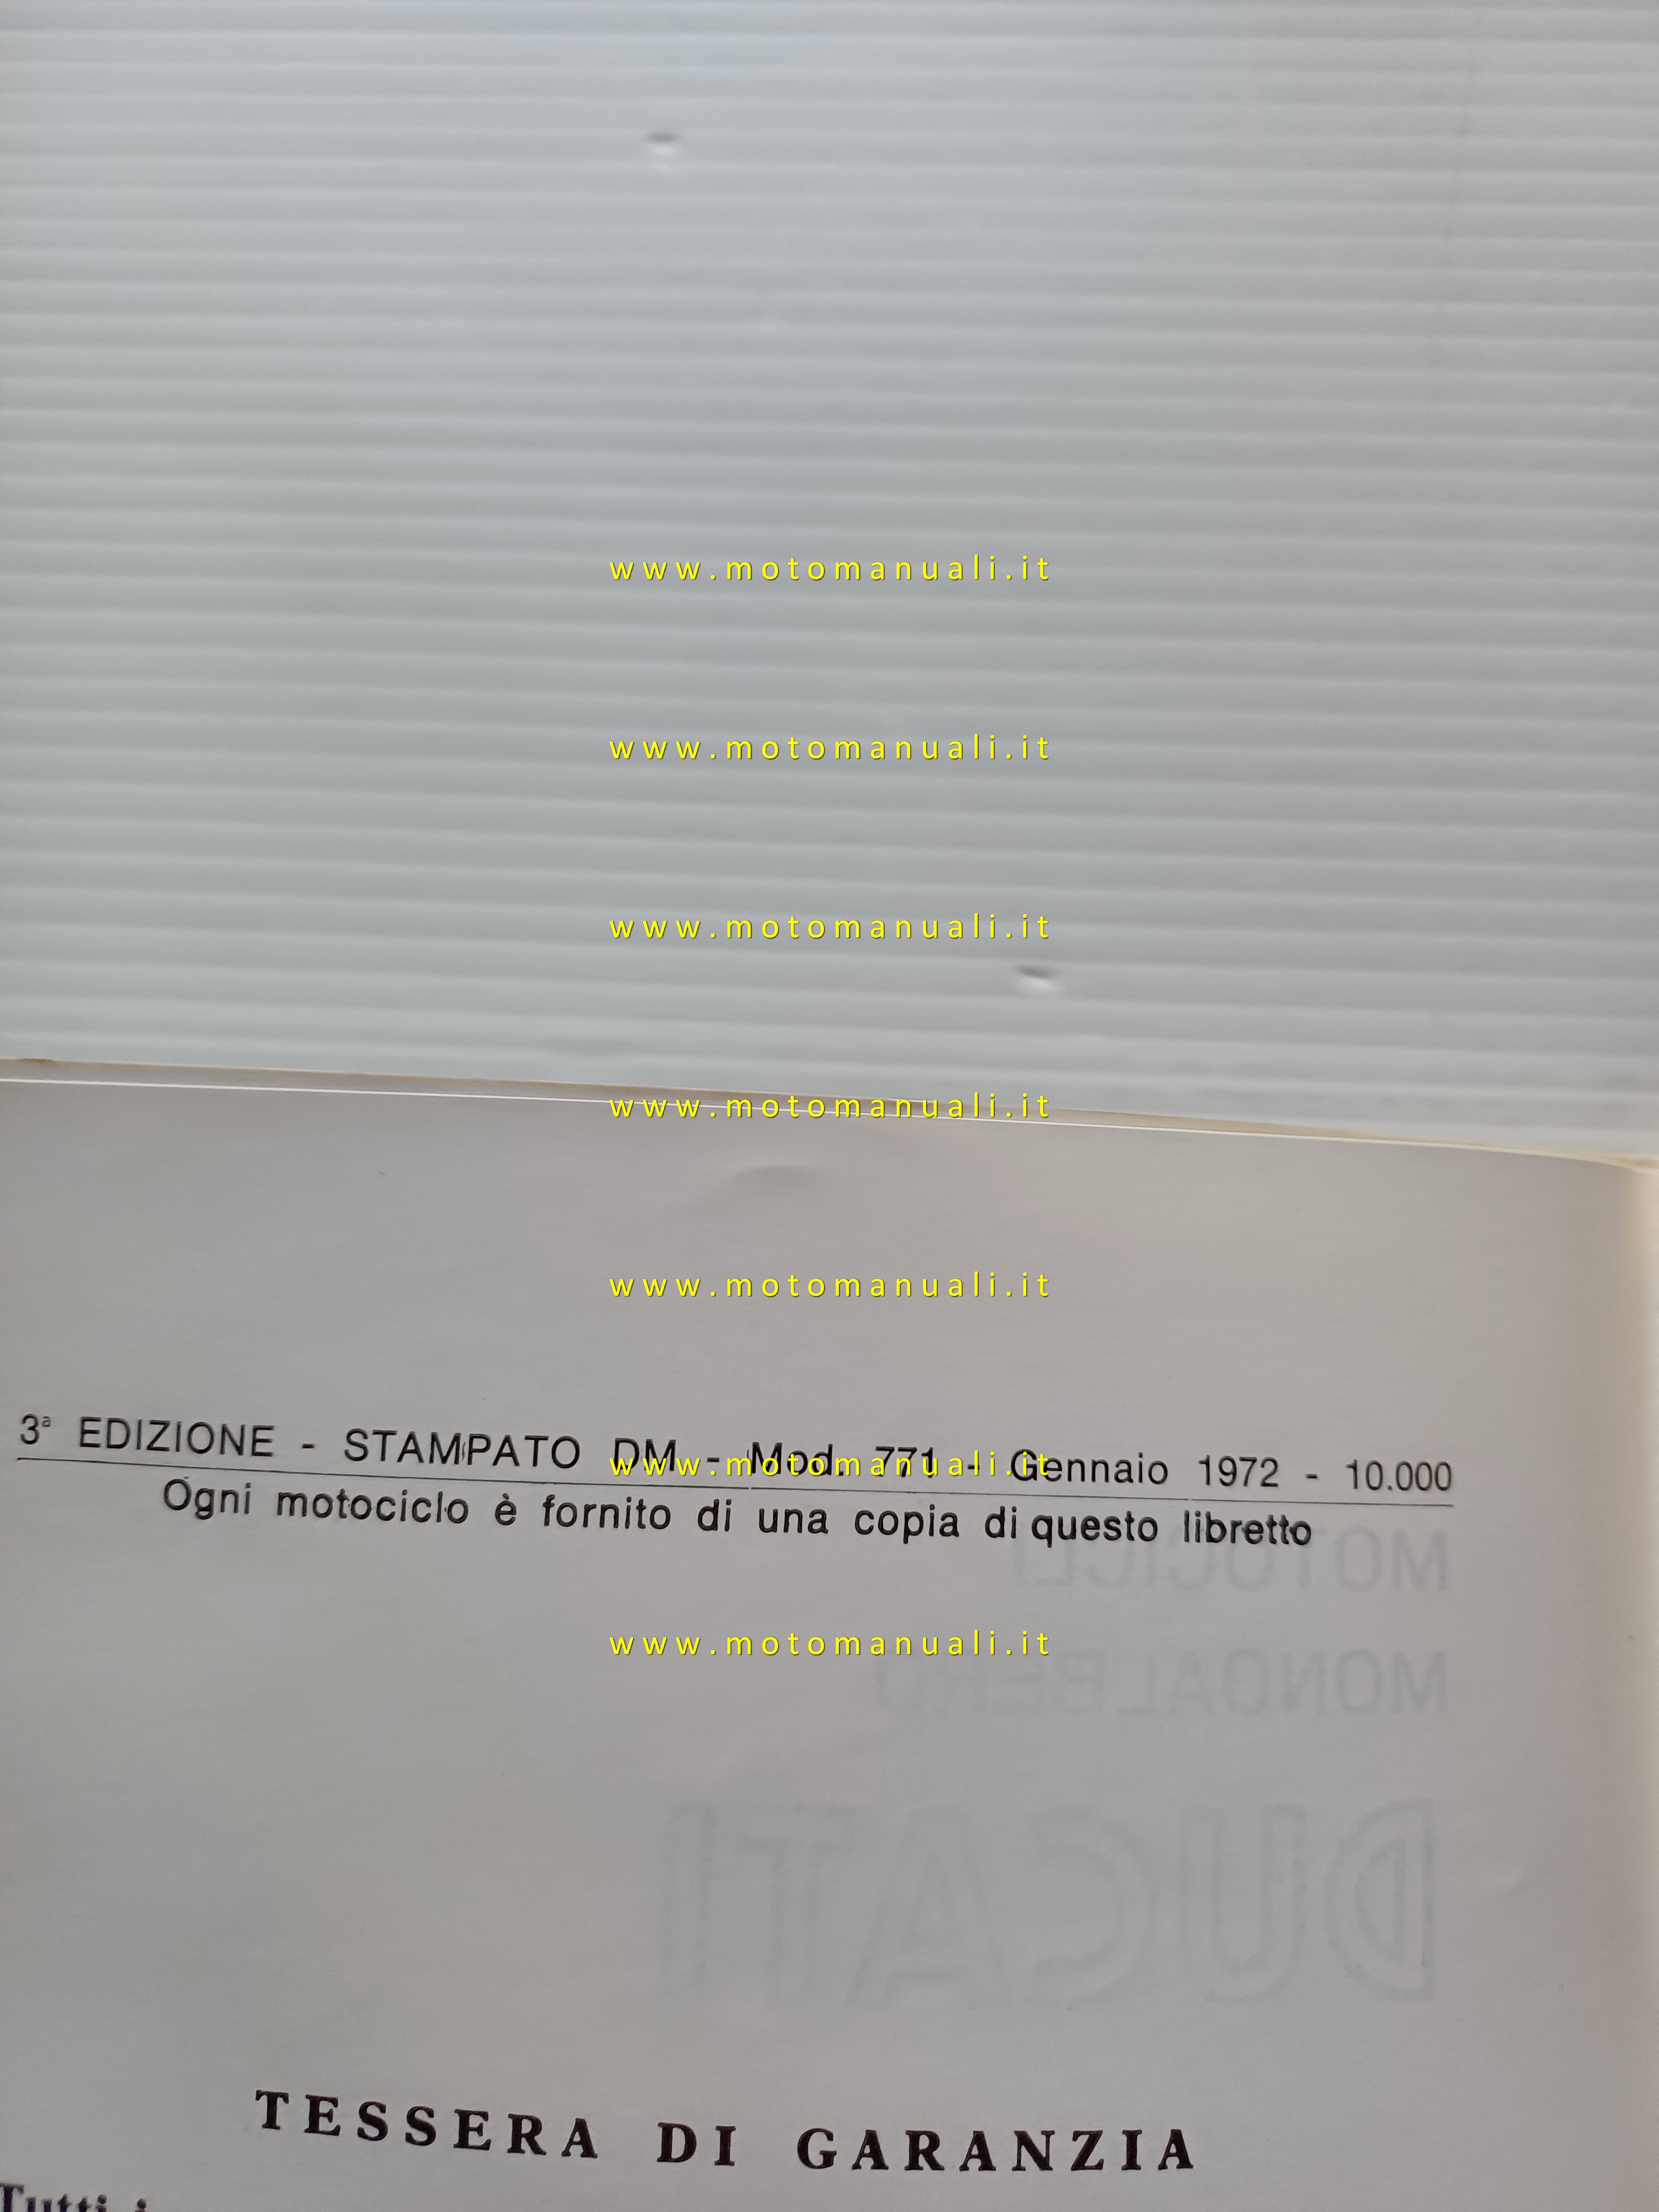 www.motomanuali.it
www.motomanuali.it
www.motomanuali.it
www.motomanuali.it
www.motomanuali.it
3ª EDIZIONE - STAMPATO DM - Mod. 771 - Gennaio 1972 - 10.000
www.motomanuali.it
Ogni motociclo è fornito di una copia di questo libretto
MOTOCICLI
www.motomanuali.it
MONOALBERO
DUCATI
TESSERA DI GARANZIA
Tutti i